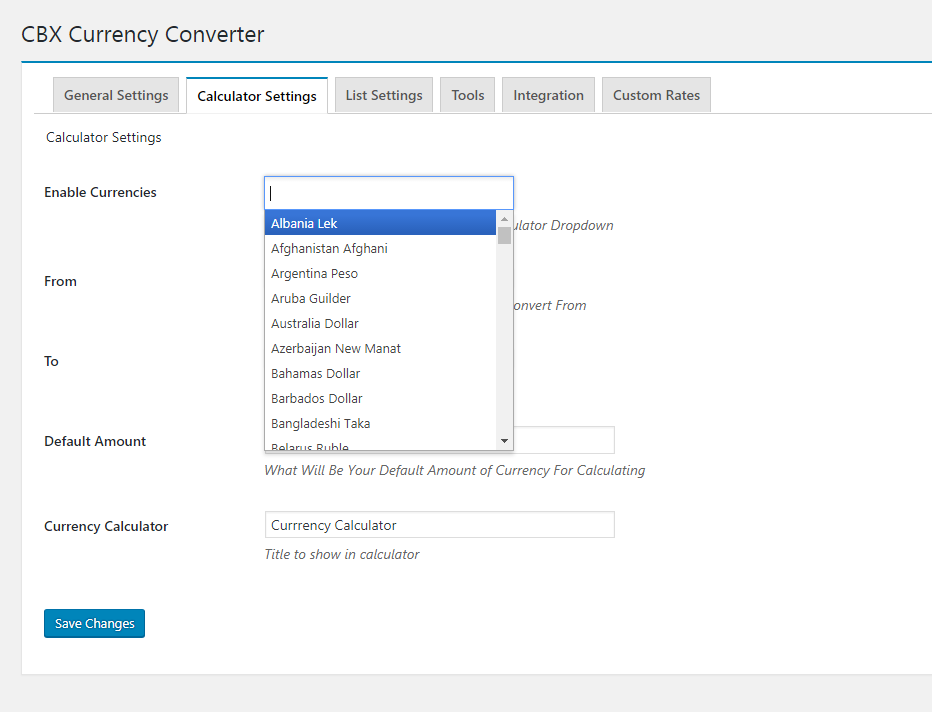 CBX Currency Converter
General Settings
Calculator Settings
List Settings
Tools
Integration
Custom Rates
Calculator Settings
Enable Currencies
Dropdown
Albania Lek
Afghanistan Afghani
Argentina Peso
Aruba Guilder
Australia Dollar
Azerbaijan New Manat
Bahamas Dollar
Barbados Dollar
Bangladeshi Taka
Belarus Ruble
From
From
To
Default Amount
What Will Be Your Default Amount of Currency For Calculating
Currency Calculator
Currrency Calculator
Title to show in calculator
Save Changes